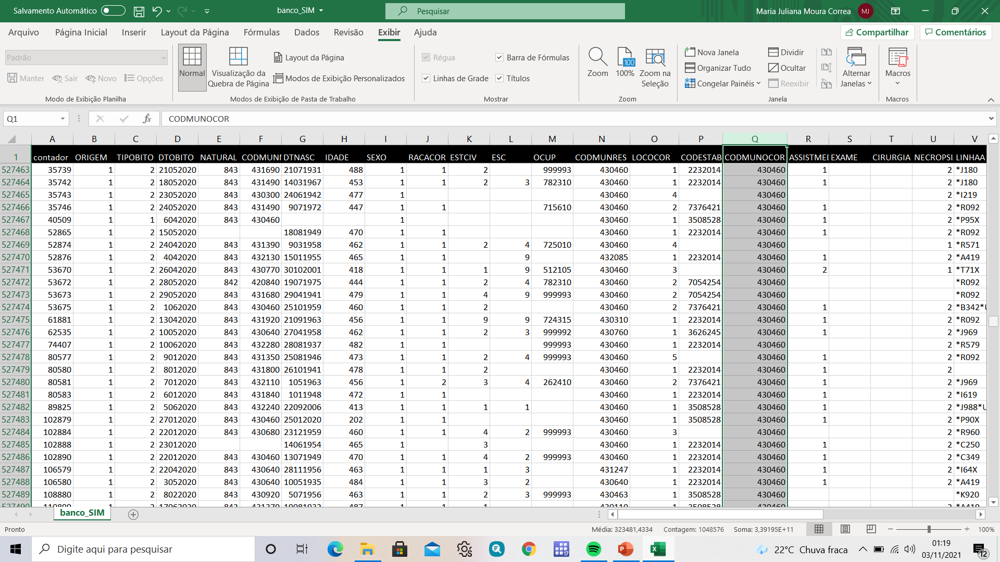 Salvamento Automático banco_SIM Pesquisar Maria Juliana Moura Correa MJ
Arquivo Página Inicial Inserir Layout da Página Fórmulas Dados Revisão Exibir Ajuda Compartilhar Comentários
Padrão
Manter Sair Novo Opções
Modo de Exibição Planilha
Normal
Visualização da
Quebra de Página
Layout da Página
Modos de Exibição Personalizados
Modos de Exibição de Pasta de Trabalho
Régua Barra de Fórmulas
Linhas de Grade Títulos
Mostrar
Zoom
100
100%
Zoom na
Seleção
Zoom
Nova Janela
Organizar Tudo
Congelar Painéis
Dividir
Ocultar
Reexibir
Alternar
Janelas
Janela
Macros
Macros
Q1 fx CODMUNOCOR
A B C D E F G H I J K L M N O P Q R S T U V
1 contador ORIGEM TIPOBITO DTOBITO NATURAL CODMUNI DTNASC IDADE SEXO RACACOR ESTCIV ESC OCUP CODMUNRES LOCOCOR CODESTAB CODMUNOCOR ASSISTMED EXAME CIRURGIA NECROPSI. LINHAA
527463 35739 1 2 21052020 843 431690 21071931 488 1 1 2 999993 430460 1 2232014 430460 1 2 *J180
527464 35742 1 2 18052020 843 431490 14031967 453 1 1 2 3 782310 430460 1 2232014 430460 1 2 *J180
527465 35743 1 2 23052020 843 430300 24061942 477 1 430460 4 430460 2 *I219
527466 35746 1 2 24052020 843 431490 9071972 447 1 1 715610 430460 2 7376421 430460 1 2 *R092
527467 40509 1 1 6042020 843 430460 1 430460 1 3508528 430460 1 2 *P95X
527468 52865 1 2 15052020 18081949 470 1 1 430460 1 2232014 430460 1 2 *R092
527469 52874 1 2 24042020 843 431390 9031958 462 1 1 2 4 725010 430460 4 430460 1 *R571
527470 52876 1 2 4042020 843 432130 15011955 465 1 1 9 432085 1 2232014 430460 1 2 *A419
527471 53670 1 2 26042020 843 430770 30102001 418 1 1 1 9 512105 430460 3 430460 2 1 *T71X
527472 53672 1 2 28052020 842 420840 19071975 444 1 1 2 4 782310 430460 2 7054254 430460 *R092
527473 53673 1 2 29052020 843 431680 29041941 479 1 1 4 9 999993 430460 2 7054254 430460 *R092
527474 53675 1 2 1062020 843 430460 25101959 460 1 1 2 430460 2 7376421 430460 1 2 *B342*U
527475 61881 1 2 13042020 843 431920 21091963 456 1 1 9 9 724315 430310 1 2232014 430460 1 2 *R092
527476 62535 1 2 10052020 843 430640 27041958 462 1 1 2 3 999992 430760 1 3626245 430460 1 2 *J969
527477 74407 1 2 10062020 843 432280 28081937 482 1 1 999993 430460 1 2232014 430460 2 *R579
527478 80577 1 2 9012020 843 431350 25081946 473 1 1 2 4 999993 430460 5 430460 1 2 *R092
527479 80580 1 2 8012020 843 431800 26101941 478 1 1 2 430460 1 2232014 430460 1 2
527480 80581 1 2 7012020 843 432110 1051963 456 1 2 3 4 262410 430460 2 7376421 430460 1 2 *J969
527481 80583 1 2 6012020 843 431840 1011948 472 1 1 430460 1 2232014 430460 1 2 *I619
527482 89825 1 2 5062020 843 432240 22092006 413 1 1 1 1 430460 1 3508528 430460 1 2 *J988*U
527483 102879 1 2 27012020 843 430460 25012020 202 1 1 430460 1 3508528 430460 1 2 *P90X
527484 102884 1 2 22012020 843 430680 23121959 460 1 1 4 2 999993 430460 3 430460 2 *R960
527485 102888 1 2 23012020 14061954 465 1 3 430460 1 2232014 430460 1 2 *C250
527486 102890 1 2 22012020 843 430460 13071949 470 1 1 4 2 999993 430460 1 2232014 430460 1 2 *C349
527487 106579 1 2 22042020 843 430640 28111956 463 1 1 1 3 431247 1 2232014 430460 1 2 *I64X
527488 106580 1 2 3052020 843 430640 10051935 484 1 1 3 2 430640 1 2232014 430460 1 2 *A419
527489 108880 1 2 8022020 843 430920 5071956 463 1 1 2 3 999993 430463 1 3508528 430460 *K920
banco_SIM
Pronto Média: 323481,4334 Contagem: 1048576 Soma: 3,39195E+11 100%
Digite aqui para pesquisar 17 22°C Chuva fraca 01:19
03/11/2021 12